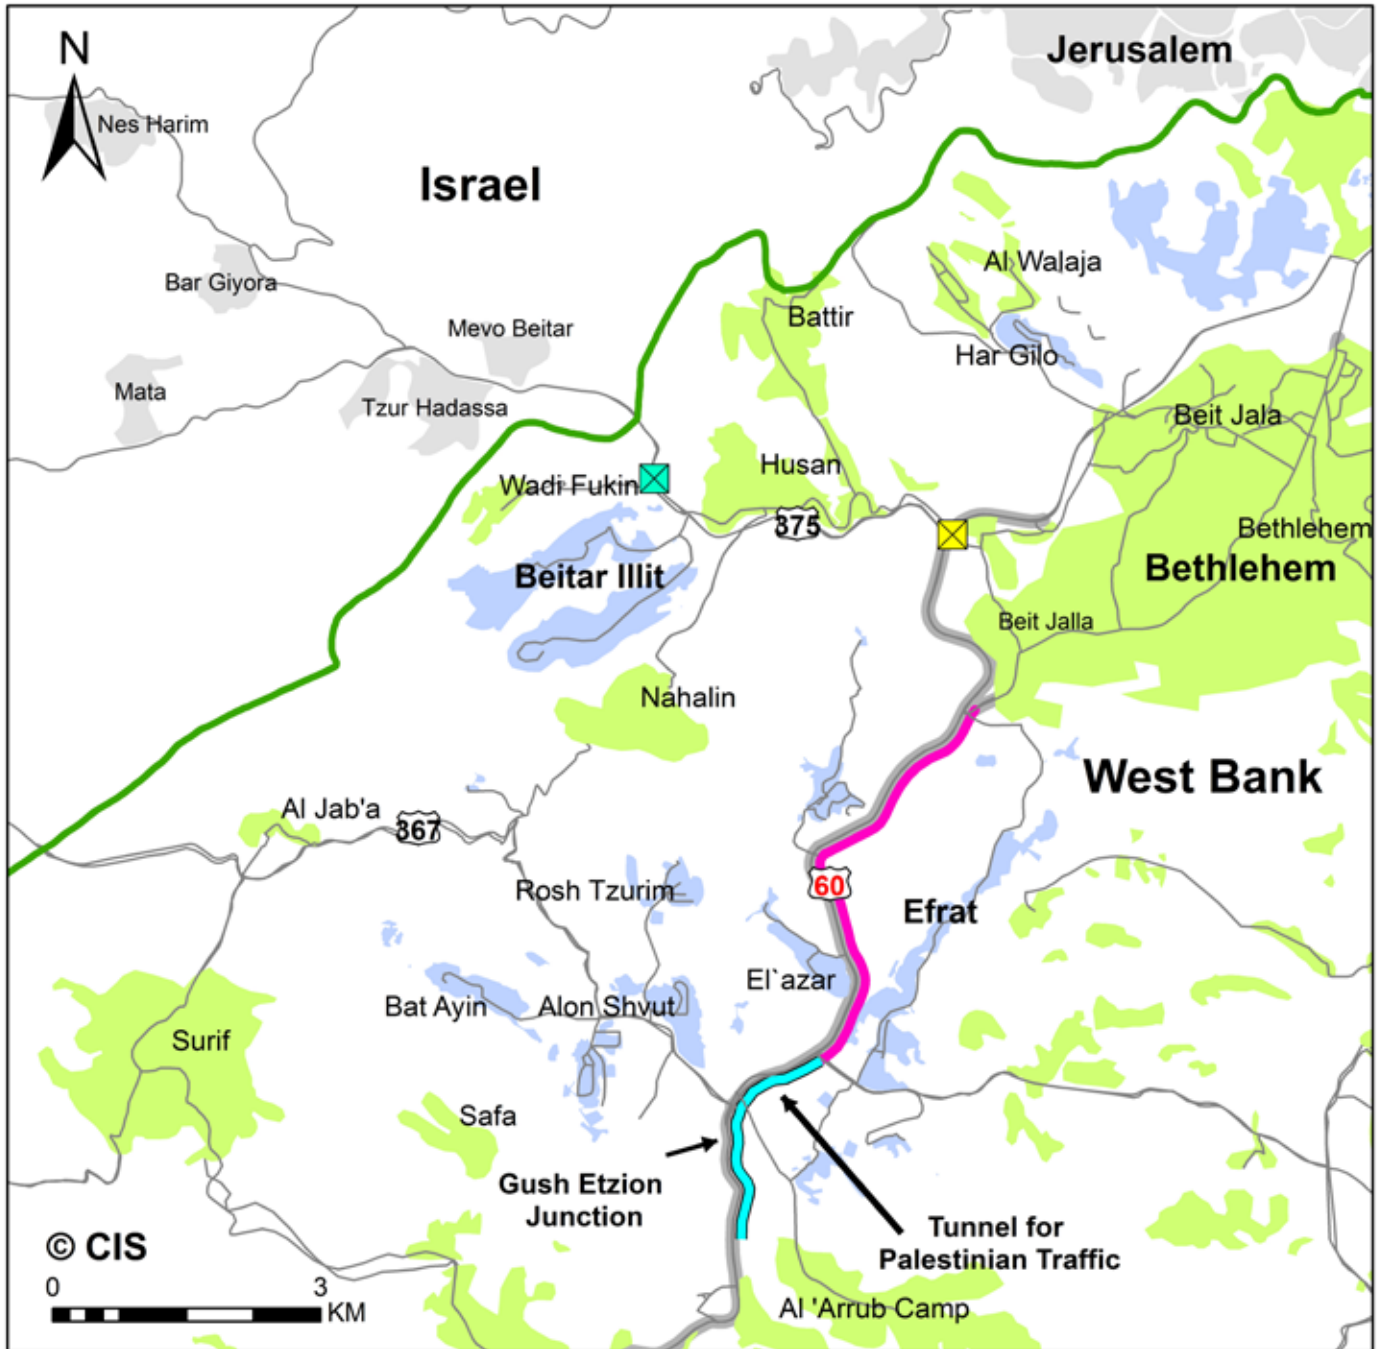 N
Jerusalem
Nes Harim
Israel
Al Walaja
Bar Giyora
Battir
Mevo Beitar
Har Gilo
Mata
Tzur Hadassa
Beit Jala
Husan
Wadi Fukin
375
Bethlehem
Bethlehem
Beitar Illit
Beit Jalla
Nahalin
West Bank
Al Jab'a
367
60
Rosh Tzurim
Efrat
El`azar
Bat Ayin
Alon Shvut
Surif
Safa
Gush Etzion
Junction
Tunnel for
Palestinian Traffic
© CIS
0 3
KM
Al 'Arrub Camp